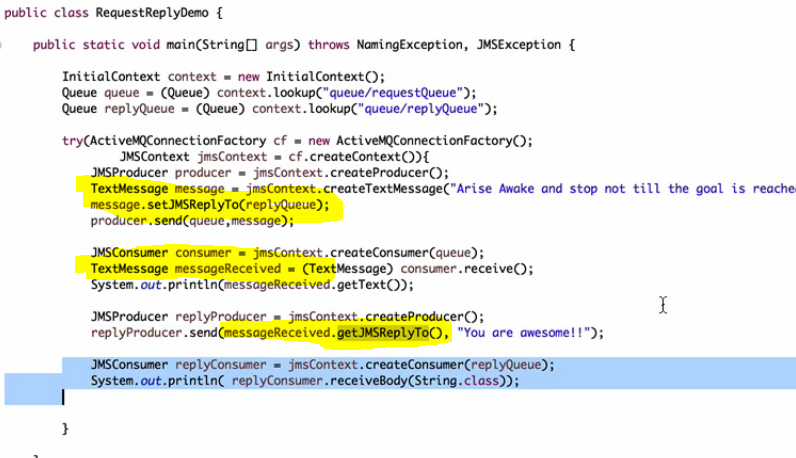 public class RequestReplyDemo {
public static void main(String[] args) throws NamingException, JMSException {
InitialContext context = new InitialContext();
Queue queue = (Queue) context.lookup("queue/requestQueue");
Queue replyQueue = (Queue) context.lookup("queue/replyQueue");
try(ActiveMQConnectionFactory cf = new ActiveMQConnectionFactory();
JMSContext jmsContext = cf.createContext()){
JMSProducer producer = jmsContext.createProducer();
TextMessage message = jmsContext.createTextMessage("Arise Awake and stop not till the goal is reached
message.setJMSReplyTo(replyQueue);
producer.send(queue,message);
JMSConsumer consumer = jmsContext.createConsumer(queue);
TextMessage messageReceived = (TextMessage) consumer.receive();
System.out.println(messageReceived.getText());
JMSProducer replyProducer = jmsContext.createProducer();
replyProducer.send(messageReceived.getJMSReplyTo(), "You are awesome!!");
JMSConsumer replyConsumer = jmsContext.createConsumer(replyQueue);
System.out.println( replyConsumer.receiveBody(String.class));
}